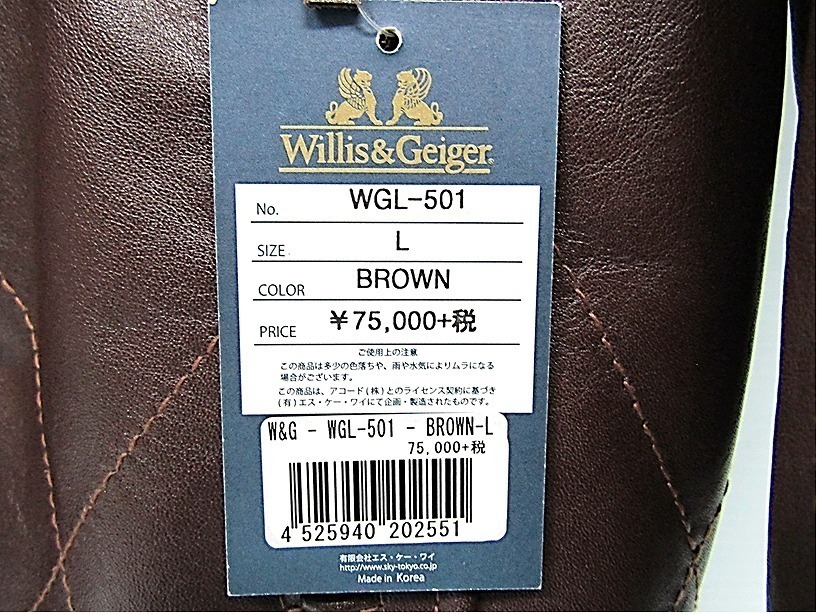 Willis&Geiger®
No. WGL-501
SIZE L
COLOR BROWN
PRICE ¥75,000+税
ご使用上の注意
この商品は多少の色落ちや、雨や水気によりムラになる
場合がございます。
この商品は、アコード(株)とのライセンス契約に基づき
(有)エス・ケー・ワイにて企画・製造されたものです。
W&G - WGL-501 - BROWN-L
75,000+税
4 525940 202551
有限会社エス・ケー・ワイ
http://www.sky-tokyo.co.jp
Made in Korea